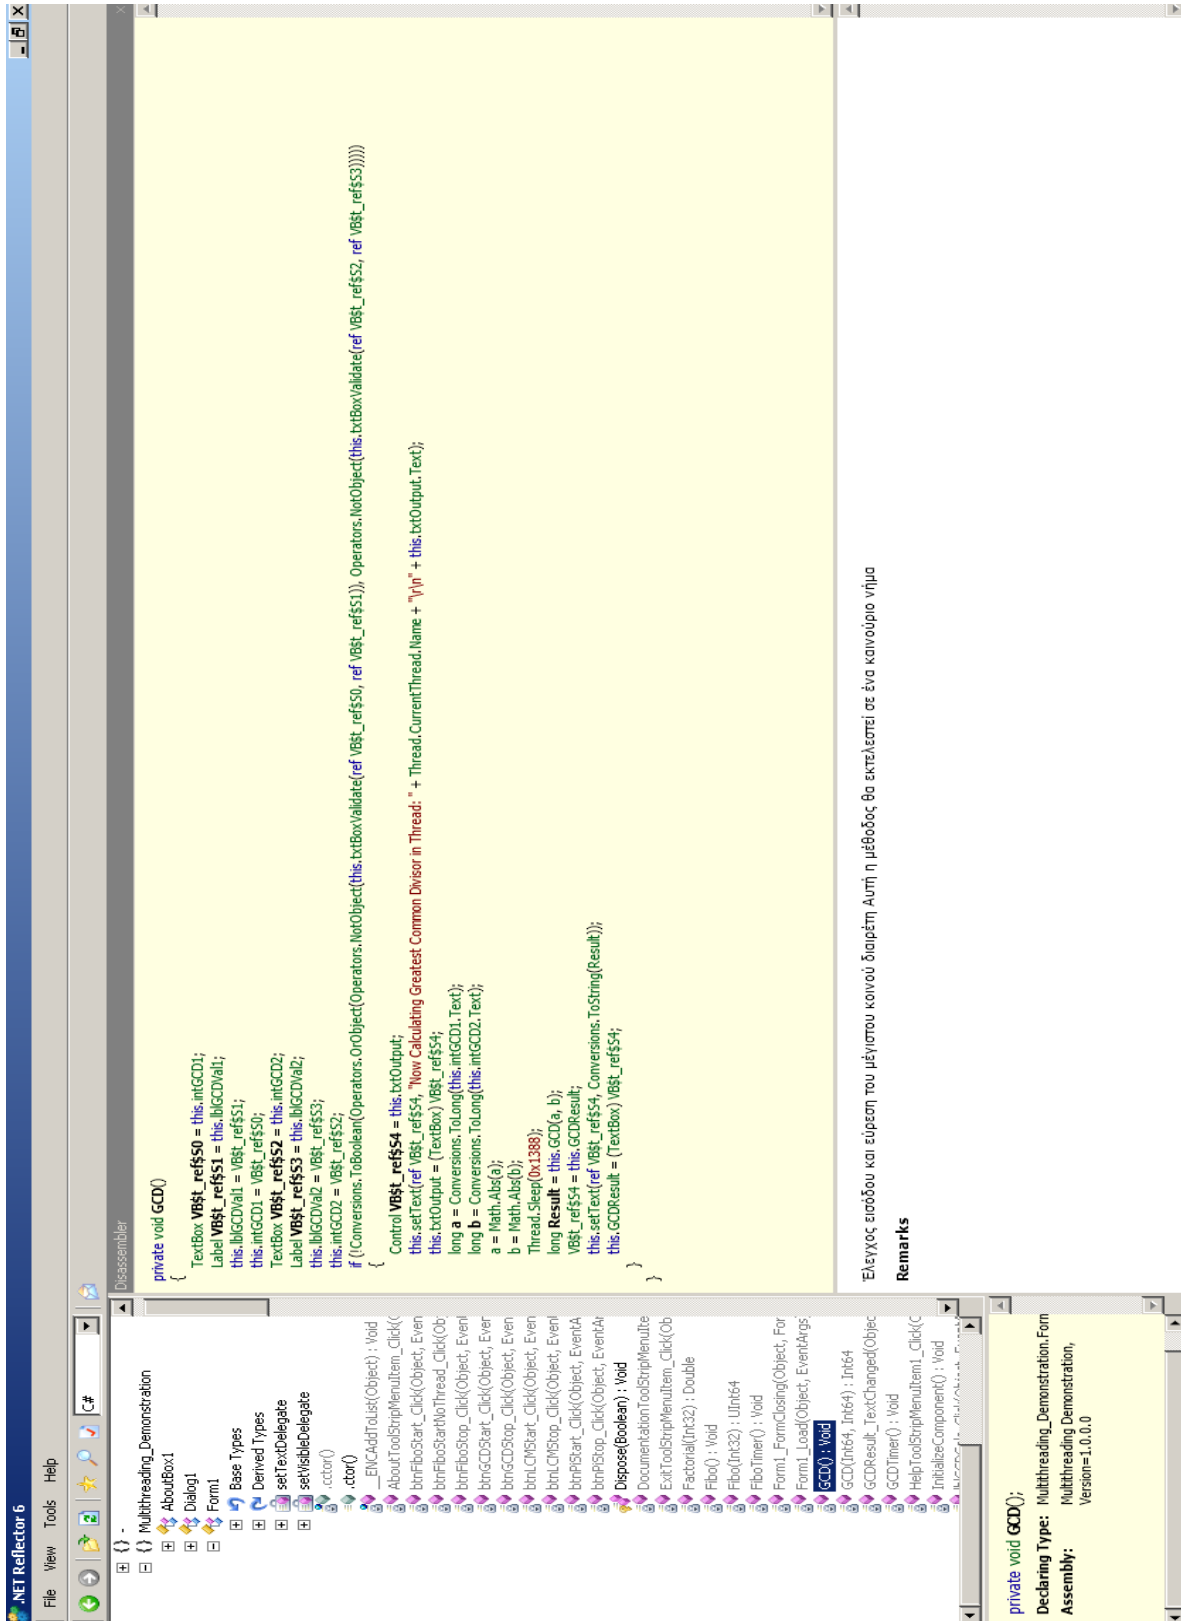 .NET Reflector 6
File View Tools Help
C#
{} -
{} Multithreading_Demonstration
AboutBox1
Dialog1
Form1
Base Types
Derived Types
setTextDelegate
setVisibleDelegate
.cctor()
.ctor()
__ENCAddToList(Object) : Void
AboutToolStripMenuItem_Click(
btnFiboStart_Click(Object, Even
btnFiboStartNoThread_Click(Ob
btnFiboStop_Click(Object, Even
btnGCDStart_Click(Object, Ever
btnGCDStop_Click(Object, Even
btnLCMStart_Click(Object, Even
btnLCMStop_Click(Object, Even
btnPIStart_Click(Object, EventA
btnPIStop_Click(Object, EventAr
Dispose(Boolean) : Void
DocumentationToolStripMenuIte
ExitToolStripMenuItem_Click(Ob
Factorial(Int32) : Double
Fibo() : Void
Fibo(Int32) : UInt64
FiboTimer() : Void
Form1_FormClosing(Object, For
Form1_Load(Object, EventArgs
GCD() : Void
GCD(Int64, Int64) : Int64
GCDResult_TextChanged(Objec
GCDTimer() : Void
HelpToolStripMenuItem1_Click(
InitializeComponent() : Void
private void GCD();
Declaring Type: Multithreading_Demonstration.Form
Assembly: Multithreading Demonstration,
Version=1.0.0.0
Disassembler
private void GCD()
{
TextBox VB$t_ref$S0 = this.intGCD1;
Label VB$t_ref$S1 = this.lblGCDVal1;
this.lblGCDVal1 = VB$t_ref$S1;
this.intGCD1 = VB$t_ref$S0;
TextBox VB$t_ref$S2 = this.intGCD2;
Label VB$t_ref$S3 = this.lblGCDVal2;
this.lblGCDVal2 = VB$t_ref$S3;
this.intGCD2 = VB$t_ref$S2;
if (!Conversions.ToBoolean(Operators.OrObject(Operators.NotObject(this.txtBoxValidate(ref VB$t_ref$S0, ref VB$t_ref$S1)), Operators.NotObject(this.txtBoxValidate(ref VB$t_ref$S2, ref VB$t_ref$S3)))))
{
Control VB$t_ref$S4 = this.txtOutput;
this.setText(ref VB$t_ref$S4, "Now Calculating Greatest Common Divisor in Thread: " + Thread.CurrentThread.Name + "\r\n" + this.txtOutput.Text);
this.txtOutput = (TextBox) VB$t_ref$S4;
long a = Conversions.ToLong(this.intGCD1.Text);
long b = Conversions.ToLong(this.intGCD2.Text);
a = Math.Abs(a);
b = Math.Abs(b);
Thread.Sleep(0x1388);
long Result = this.GCD(a, b);
VB$t_ref$S4 = this.GCDResult;
this.setText(ref VB$t_ref$S4, Conversions.ToString(Result));
this.GCDResult = (TextBox) VB$t_ref$S4;
}
}
Έλεγχος εισόδου και εύρεση του μέγιστου κοινού διαιρέτη Αυτή η μέθοδος θα εκτελεστεί σε ένα καινούριο νήμα
Remarks